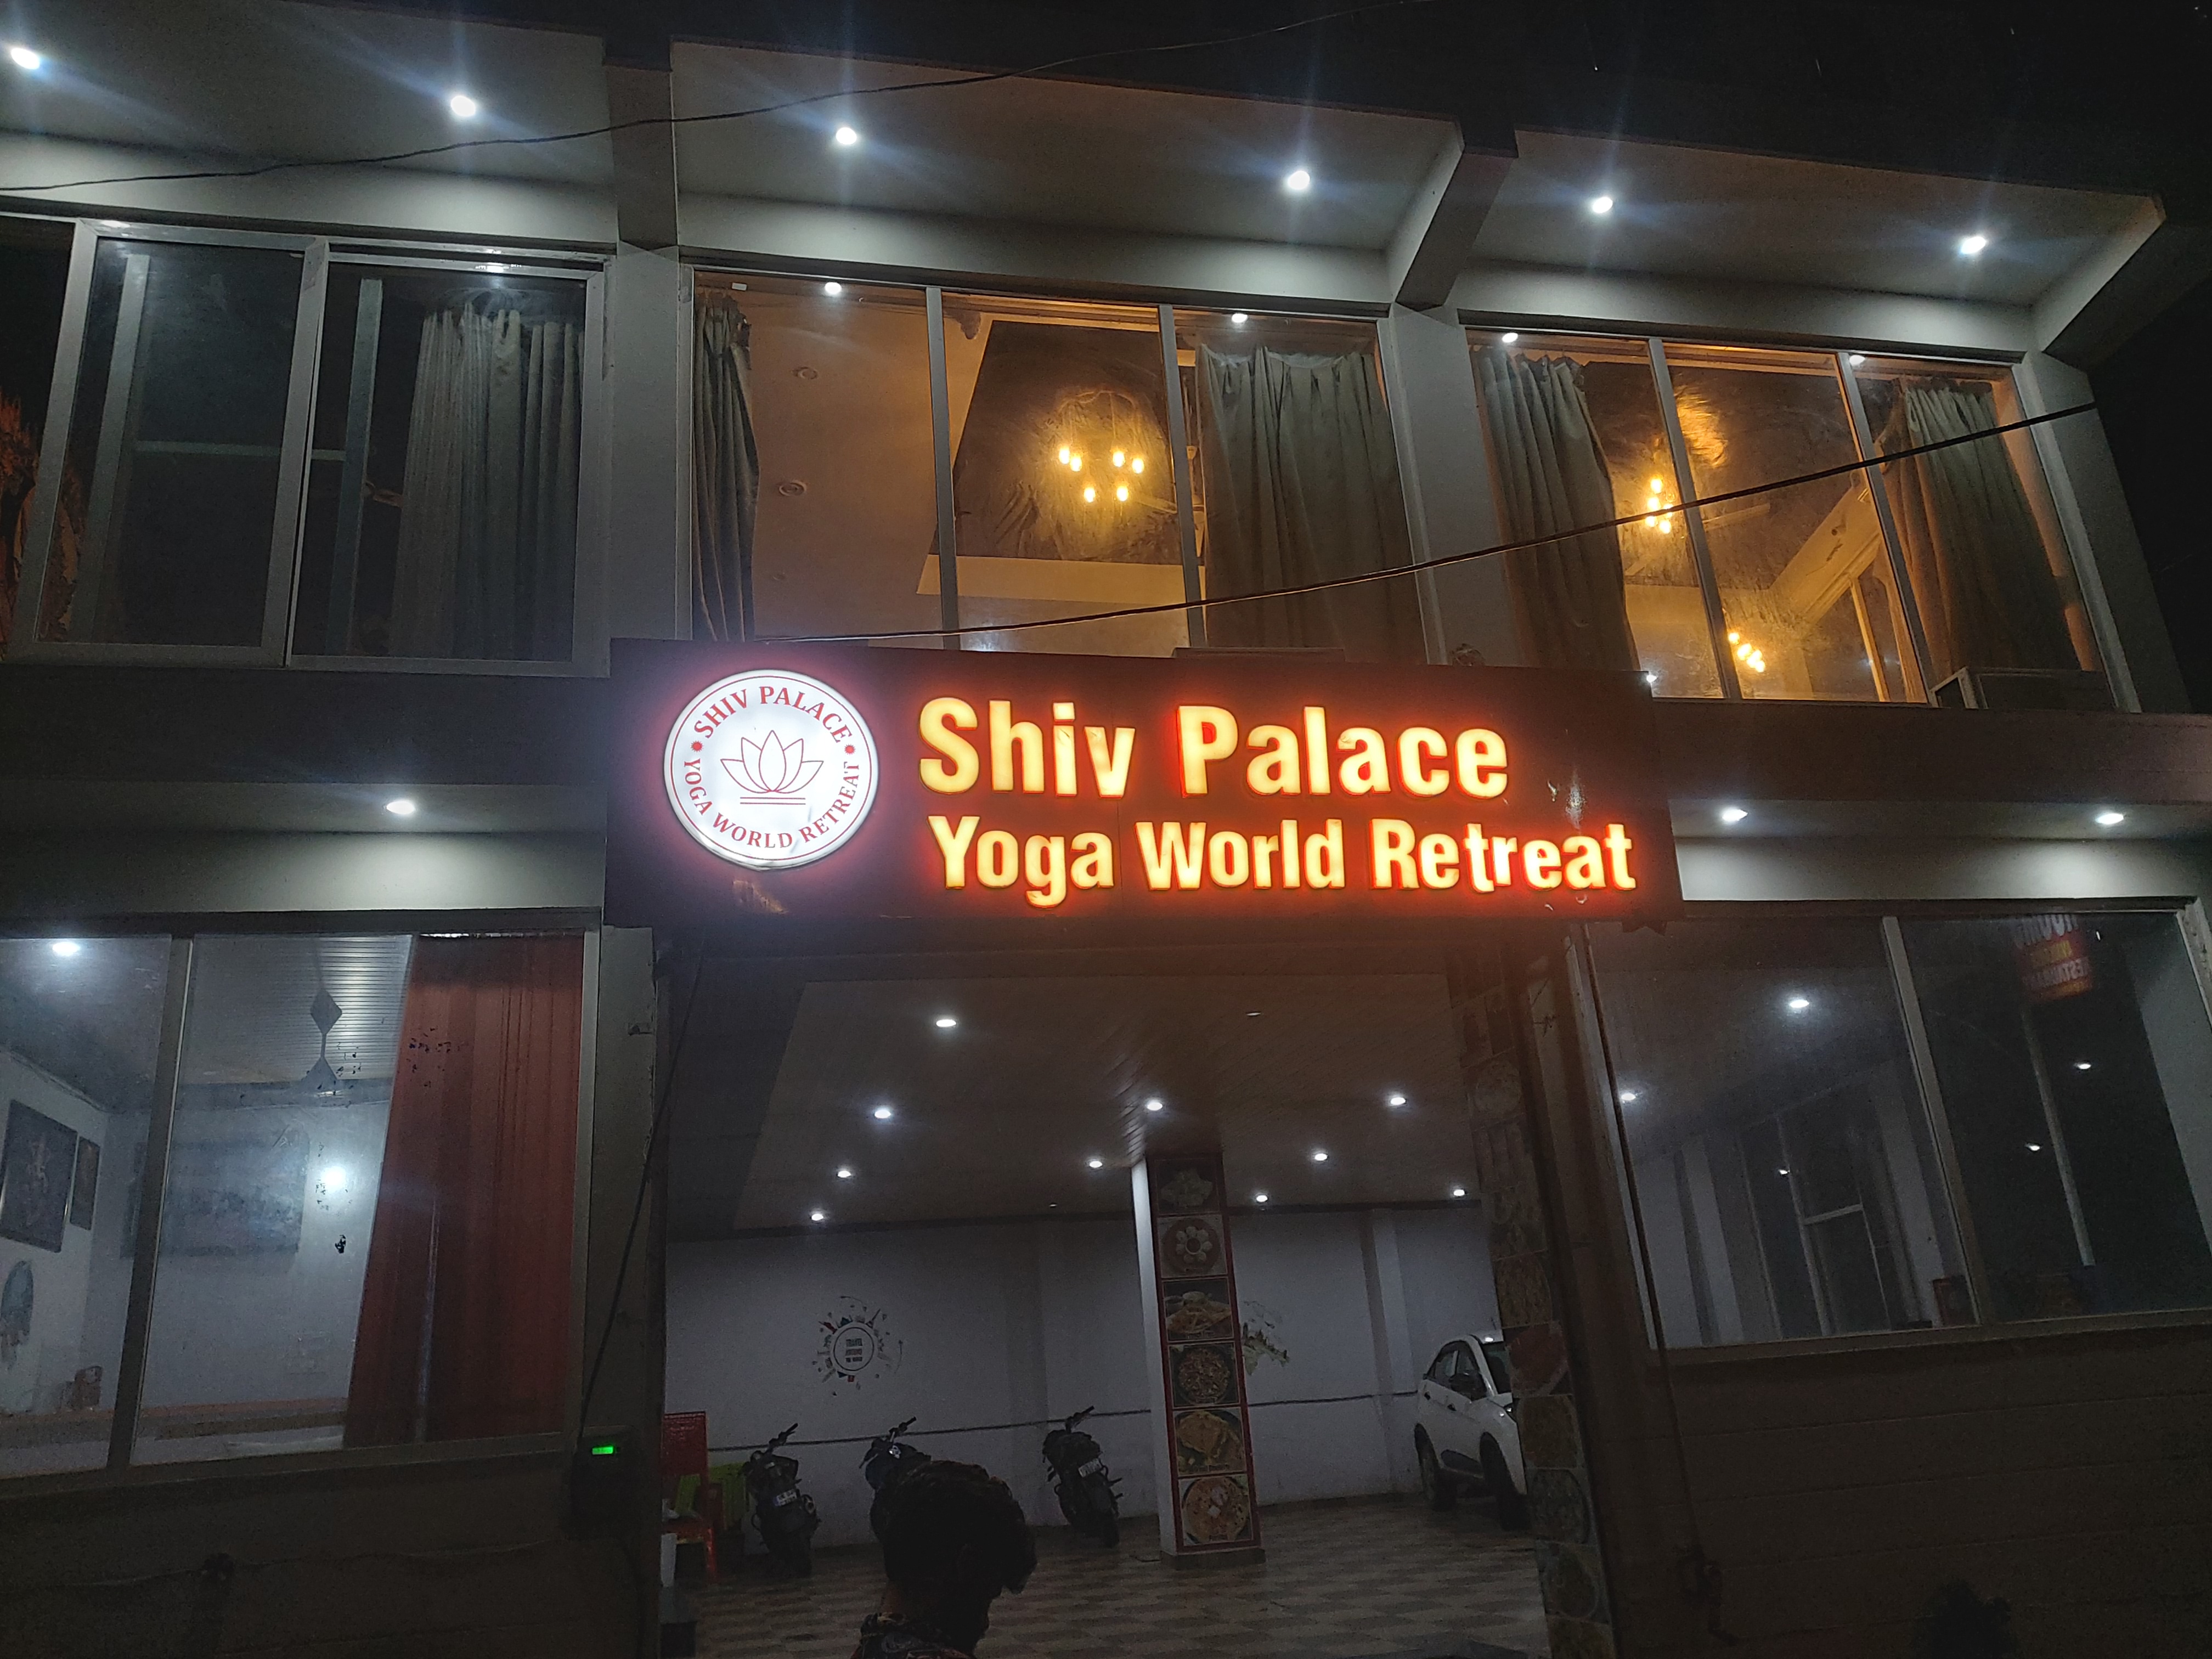 SHIV PALACE
YOGA WORLD RETREAT
Shiv Palace
Yoga World Retreat